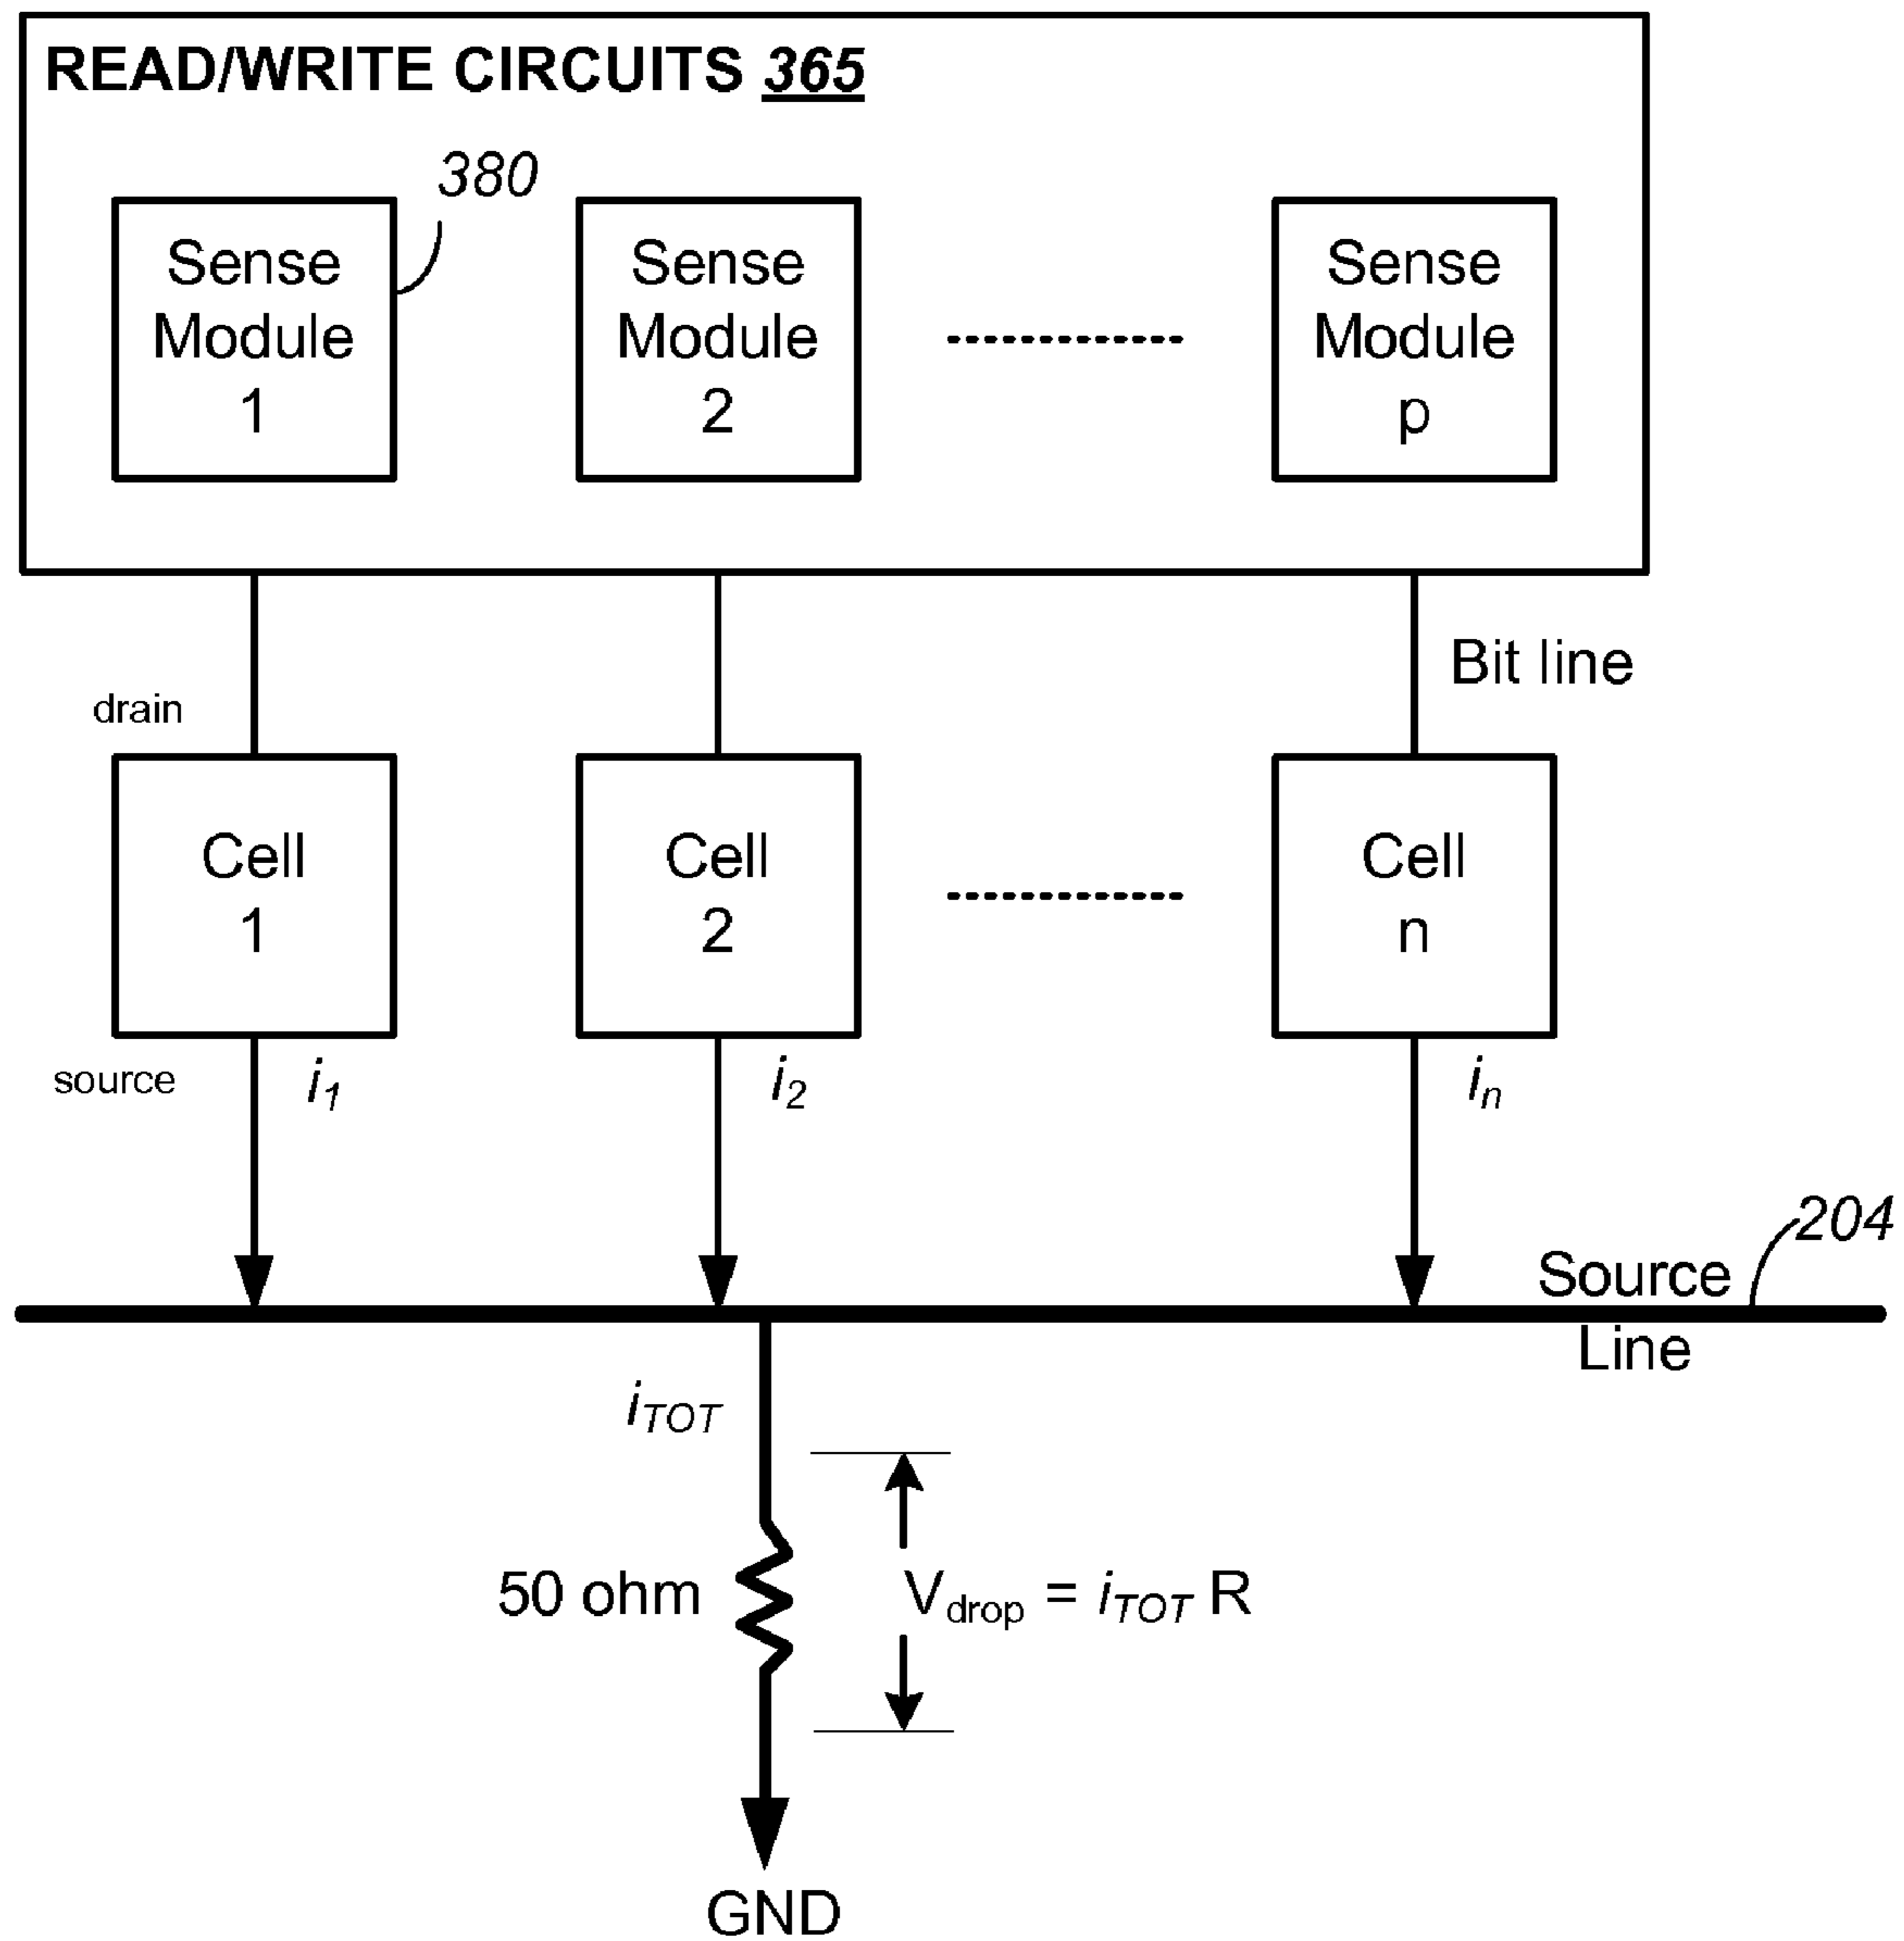 READ/WRITE CIRCUITS 365
380
Sense
Module
1
Sense
Module
2
Sense
Module
p
Bit line
drain
Cell
1
Cell
2
Cell
n
source
i1
i2
in
204
Source
Line
iTOT
50 ohm
Vdrop = iTOT R
GND